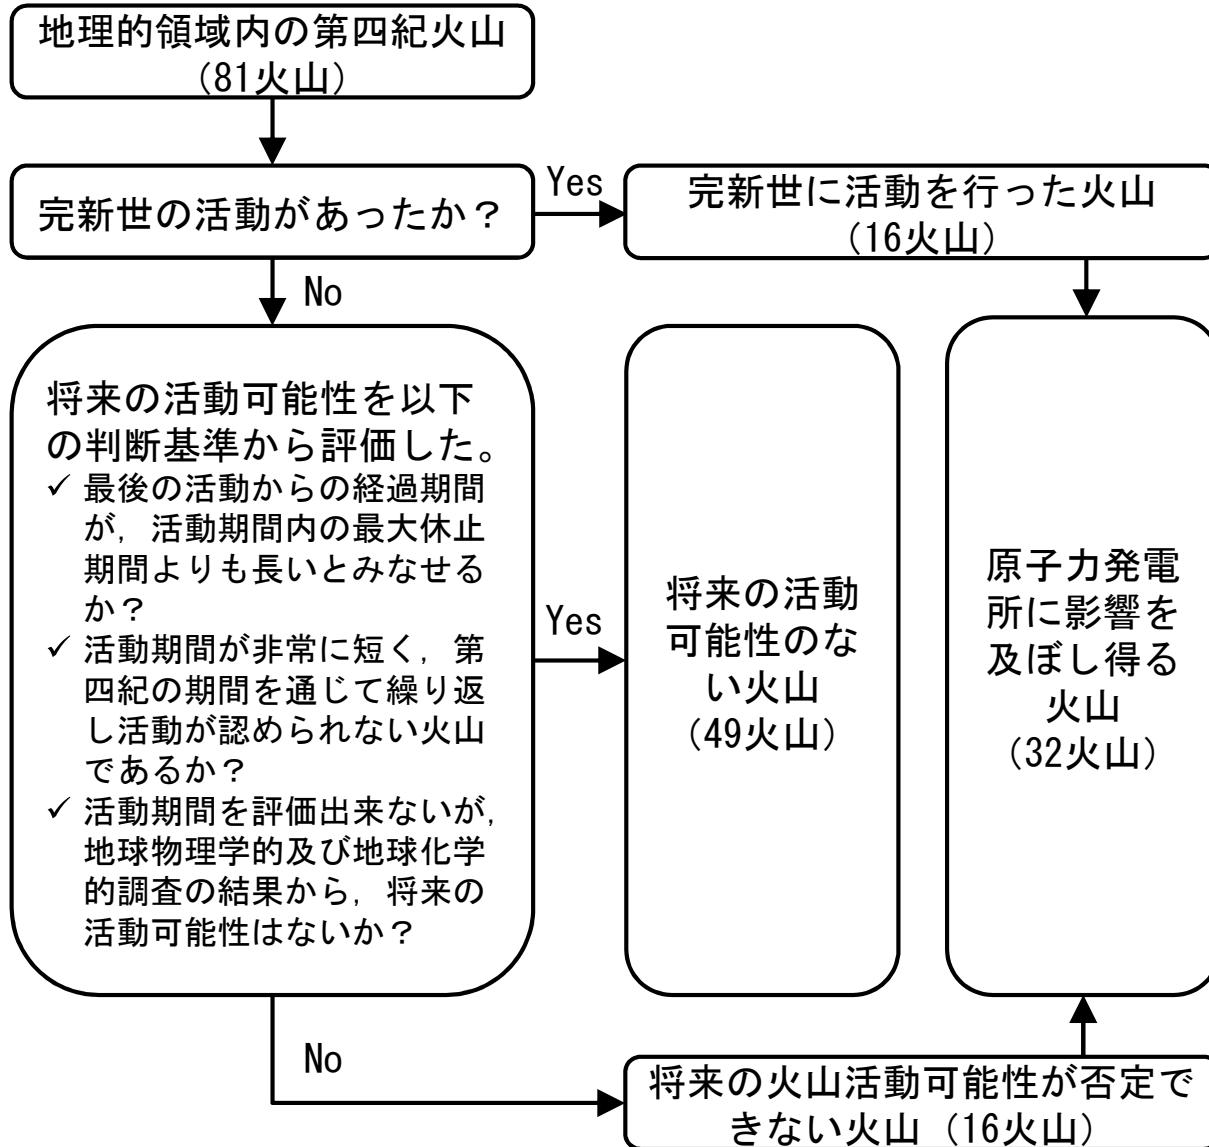 地理的領域内の第四紀火山
(81火山)
完新世の活動があったか？
Yes
完新世に活動を行った火山
(16火山)
No
将来の活動可能性を以下
の判断基準から評価した。
✓ 最後の活動からの経過期間
が，活動期間内の最大休止
期間よりも長いとみなせる
か？
✓ 活動期間が非常に短く，第
四紀の期間を通じて繰り返
し活動が認められない火山
であるか？
✓ 活動期間を評価出来ないが，
地球物理学的及び地球化学
的調査の結果から，将来の
活動可能性はないか？
Yes
将来の活動
可能性のな
い火山
(49火山)
原子力発電
所に影響を
及ぼし得る
火山
(32火山)
No
将来の火山活動可能性が否定で
きない火山 (16火山)